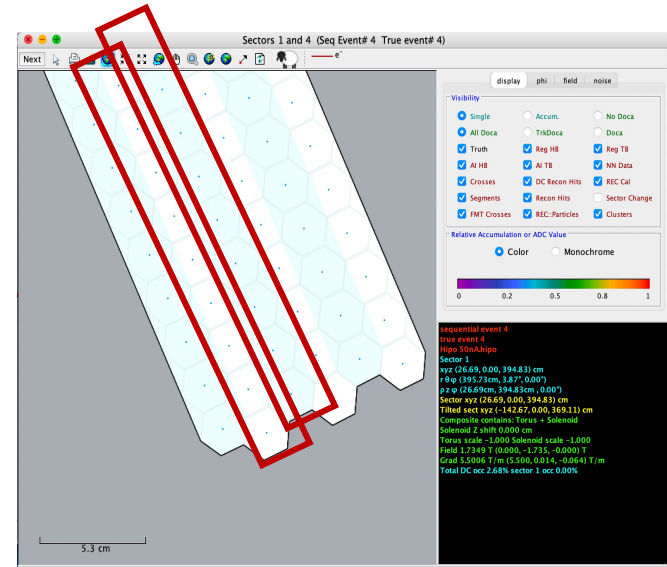 Sectors 1 and 4 (Seq Event# 4 True event# 4)
Next
e-
display phi field noise
Visibility
Single Accum. No Doca
All Doca TrkDoca Doca
Truth Reg HB Reg TB
AI HB AI TB NN Data
Crosses DC Recon Hits REC Cal
Segments Recon Hits Sector Change
FMT Crosses REC::Particles Clusters
Relative Accumulation or ADC Value
Color Monochrome
0 0.2 0.5 0.8 1
sequential event 4
true event 4
Hipo 50nA.hipo
Sector 1
xyz (26.69, 0.00, 394.83) cm
r θ φ (395.73cm, 3.87°, 0.00°)
ρ z φ (26.69cm, 394.83cm , 0.00°)
Sector xyz (26.69, 0.00, 394.83) cm
Tilted sect xyz (-142.67, 0.00, 369.11) cm
Composite contains: Torus + Solenoid
Solenoid Z shift 0.000 cm
Torus scale -1.000 Solenoid scale -1.000
Field 1.7349 T (0.000, -1.735, -0.000) T
Grad 5.5006 T/m (5.500, 0.014, -0.064) T/m
Total DC occ 2.68% sector 1 occ 0.00%
5.3 cm